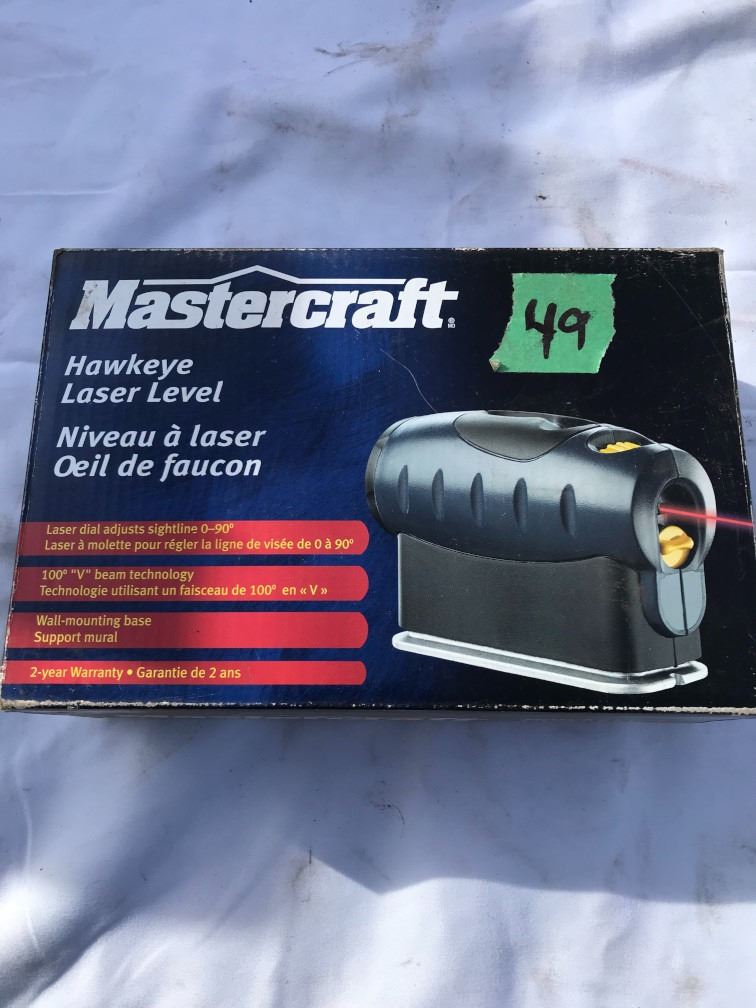 Mastercraft®
MD
49
Hawkeye
Laser Level
Niveau à laser
Oeil de faucon
Laser dial adjusts sightline 0–90°
Laser à molette pour régler la ligne de visée de 0 à 90°
100° "V" beam technology
Technologie utilisant un faisceau de 100° en « V »
Wall-mounting base
Support mural
2-year Warranty • Garantie de 2 ans